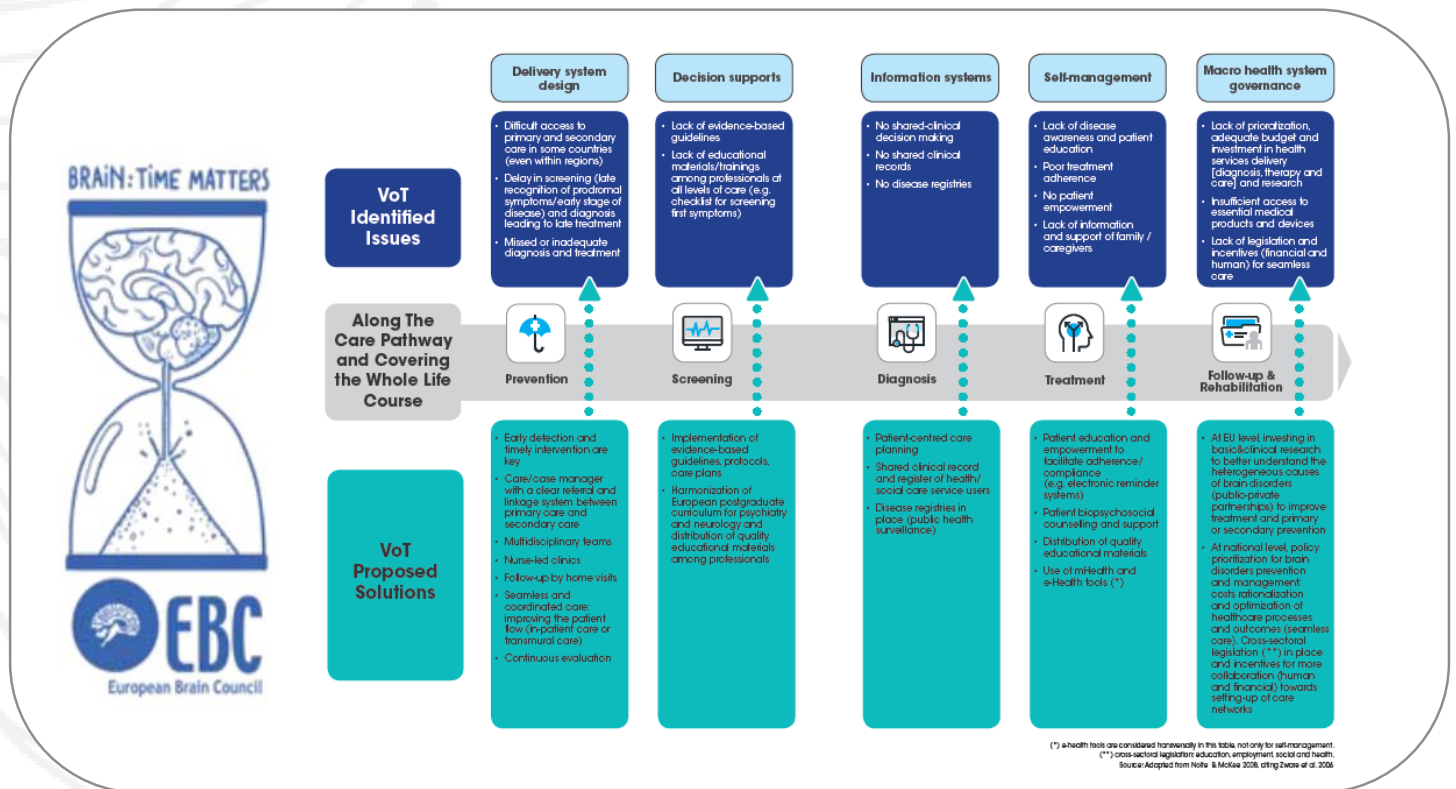 BRAiN: TiME MATTERS
EBC
European Brain Council
Delivery system
design
Decision supports
Information systems
Self-management
Macro health system
governance
VoT
Identified
Issues
• Difficult access to
primary and secondary
care in some countries
(even within regions)
• Delay in screening (late
recognition of prodromal
symptoms/early stage of
disease) and diagnosis
leading to late treatment
• Missed or inadequate
diagnosis and treatment
• Lack of evidence-based
guidelines
• Lack of educational
materials/trainings
among professionals at
all levels of care (e.g.
checklist for screening
first symptoms)
• No shared-clinical
decision making
• No shared clinical
records
• No disease registries
• Lack of disease
awareness and patient
education
• Poor treatment
adherence
• No patient
empowerment
• Lack of information
and support of family /
caregivers
• Lack of prioratization,
adequate budget and
investment in health
services delivery
[diagnosis, therapy and
care] and research
• Insufficient access to
essential medical
products and devices
• Lack of legislation and
incentives (financial and
human) for seamless
care
Along The
Care Pathway
and Covering
the Whole Life
Course
Prevention
Screening
Diagnosis
Treatment
Follow-up &
Rehabilitation
VoT
Proposed
Solutions
• Early detection and
timely intervention are
key
• Care/case manager
with a clear referral and
linkage system between
primary care and
secondary care
• Multidisciplinary teams
• Nurse-led clinics
• Follow-up by home visits
• Seamless and
coordinated care:
improving the patient
flow (in-patient care or
transmural care)
• Continuous evaluation
• Implementation of
evidence-based
guidelines, protocols,
care plans
• Harmonization of
European postgraduate
curriculum for psychiatry
and neurology and
distribution of quality
educational materials
among professionals
• Patient-centred care
planning
• Shared clinical record
and register of health/
social care service users
• Disease registries in
place (public health
surveillance)
• Patient education and
empowerment to
facilitate adherence/
compliance
(e.g. electronic reminder
systems)
• Patient biopsychosocial
counselling and support
• Distribution of quality
educational materials
• Use of mHealth and
e-Health tools (*)
• At EU level, investing in
basic&clinical research
to better understand the
heterogeneous causes
of brain disorders
(public-private
partnerships) to improve
treatment and primary
or secondary prevention
• At national level, policy
prioritization for brain
disorders prevention
and management:
costs rationalization
and optimization of
healthcare processes
and outcomes (seamless
care). Cross-sectoral
legislation (**) in place
and incentives for more
collaboration (human
and financial) towards
setting-up of care
networks
(*) e-health tools are considered transversally in this table, not only for self-management.
(**) cross-sectoral legislation: education, employment, social and health.
Source: Adapted from Nolte & McKee 2008, citing Zware et al. 2006